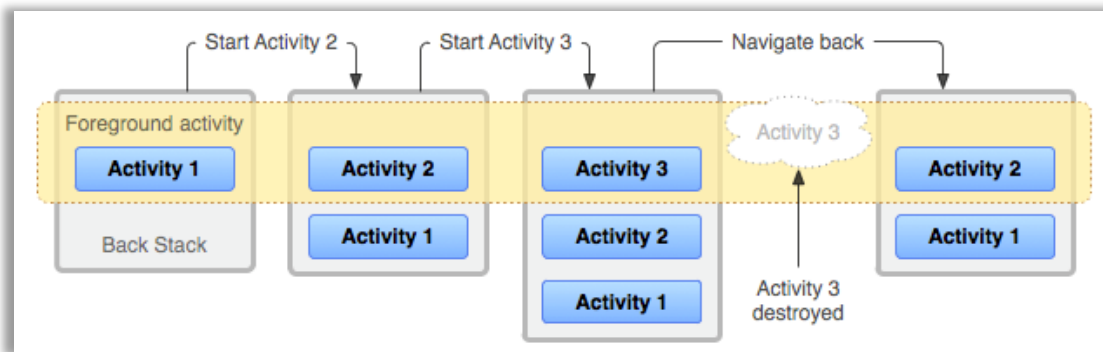 Start Activity 2
Start Activity 3
Navigate back
Foreground activity
Activity 1
Back Stack
Activity 2
Activity 1
Activity 3
Activity 2
Activity 1
Activity 3
Activity 3
destroyed
Activity 2
Activity 1